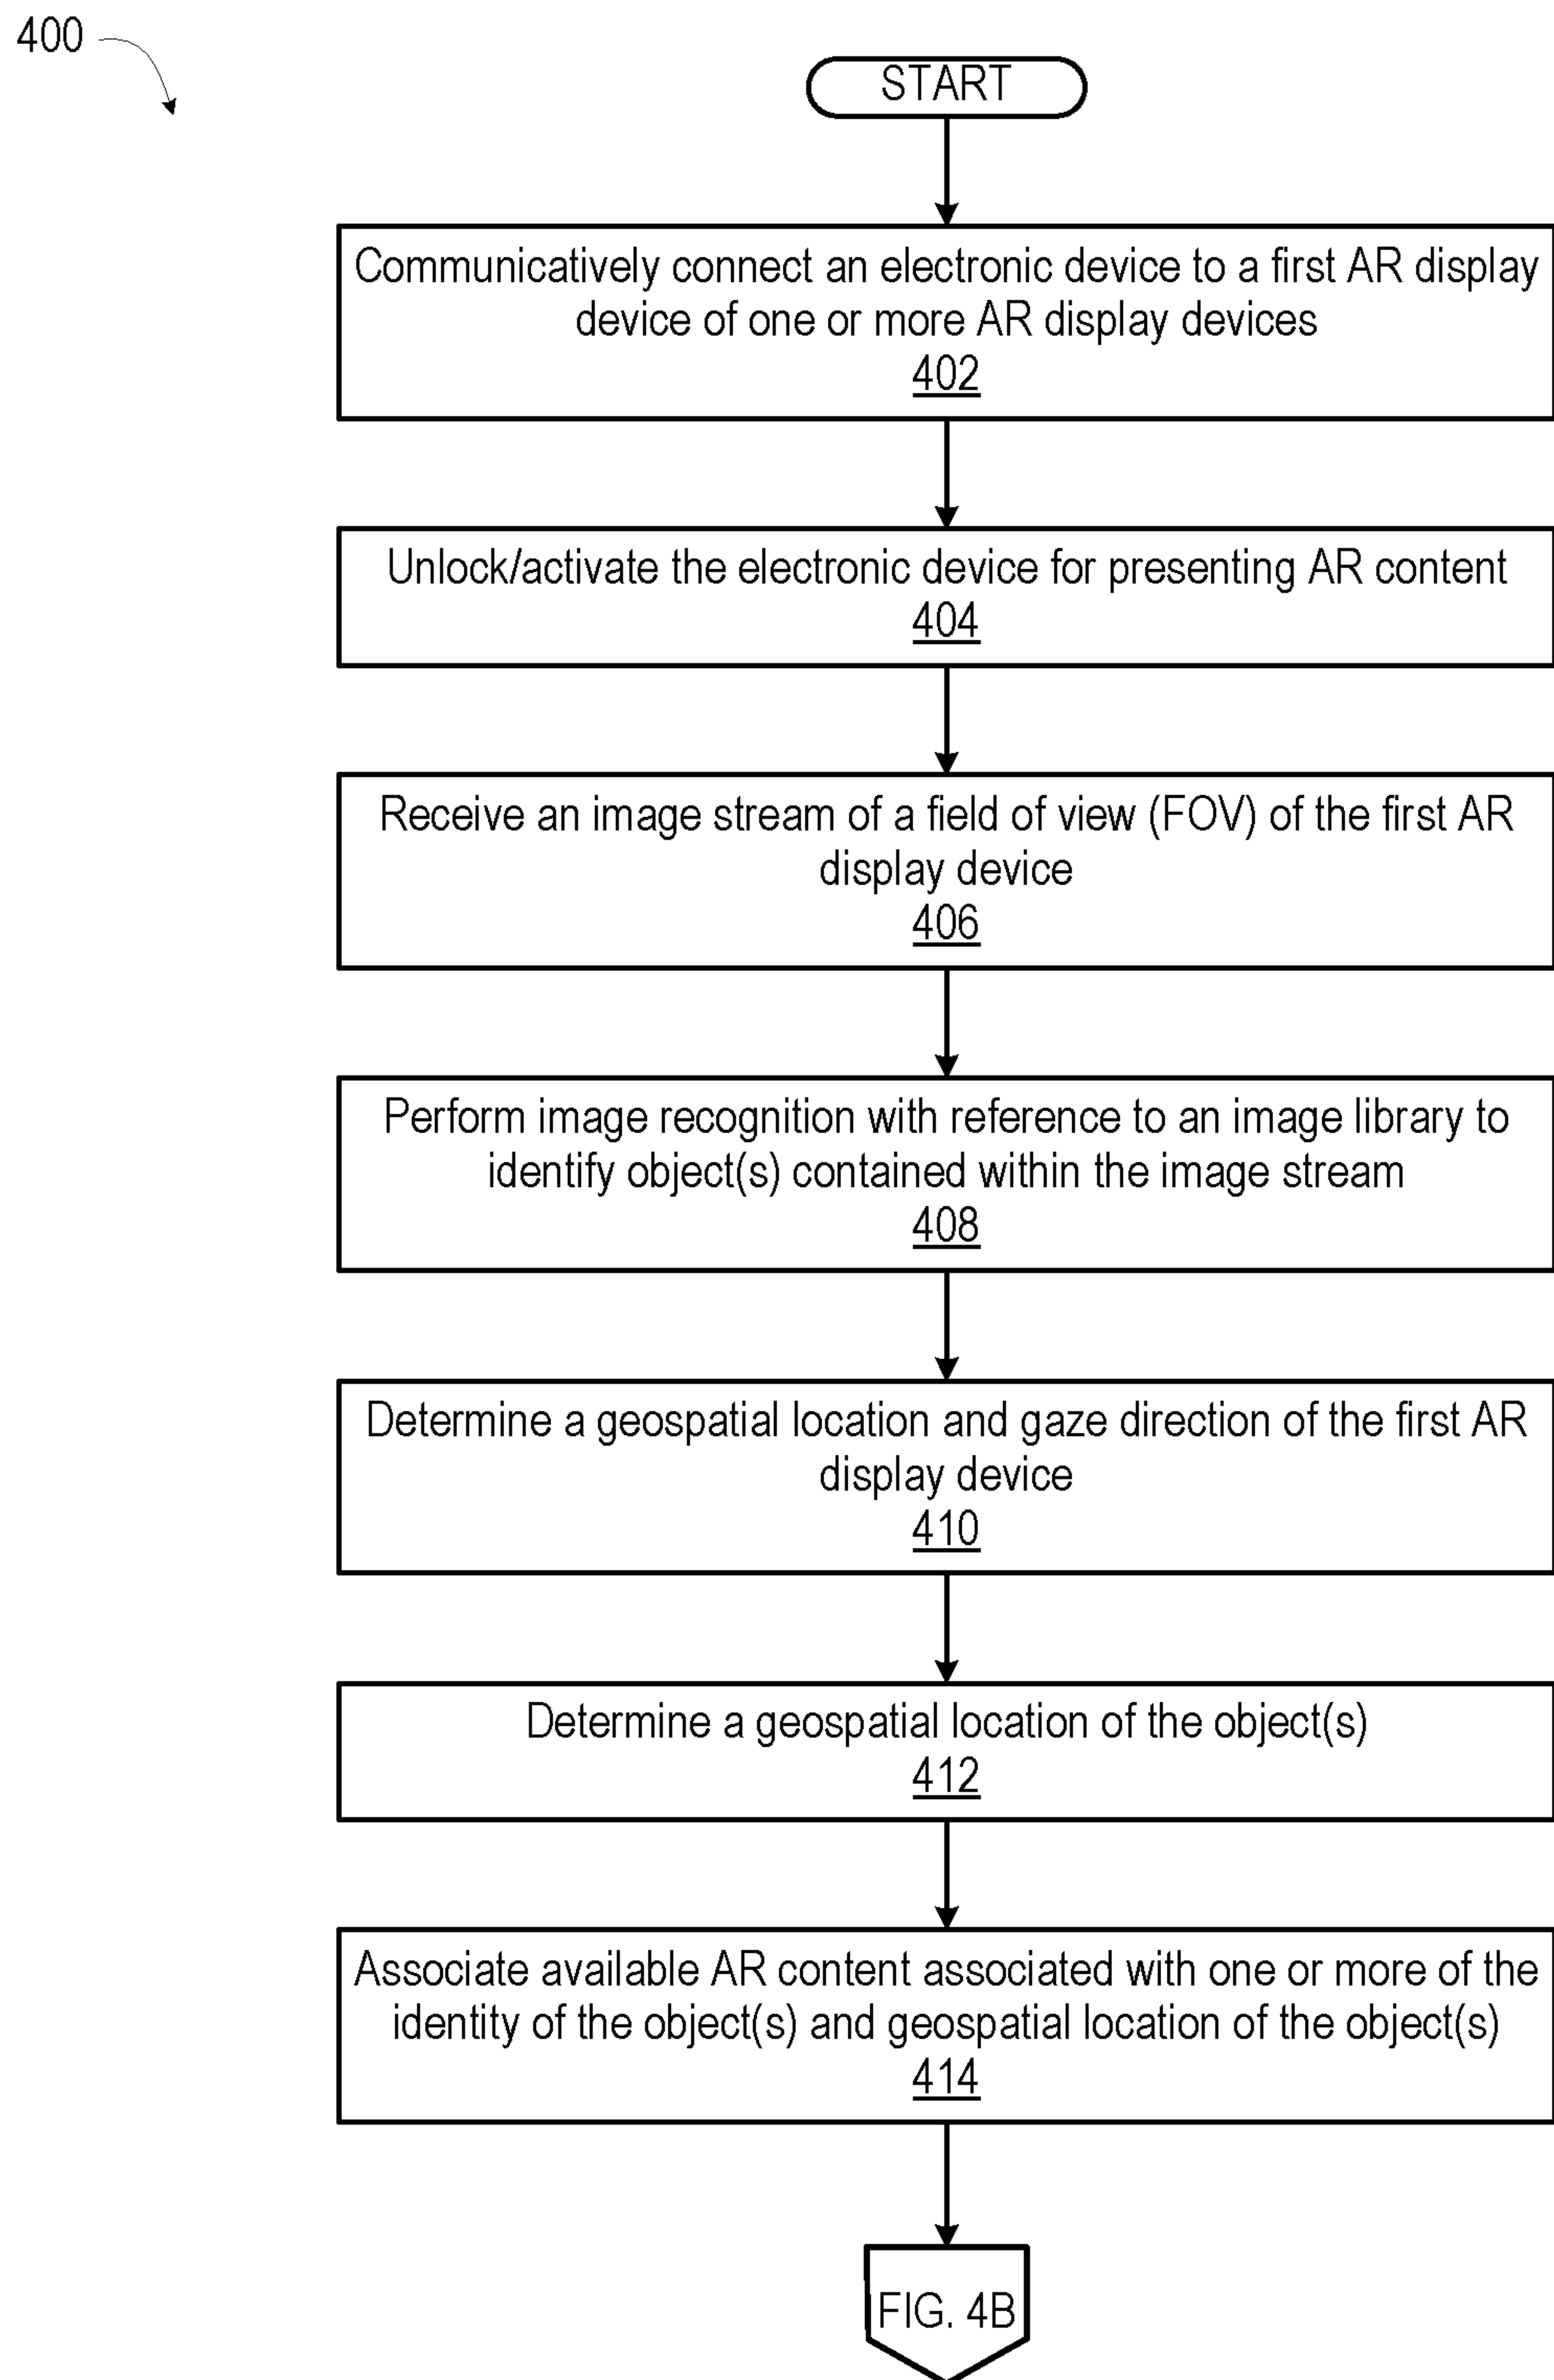 400
START
Communicatively connect an electronic device to a first AR display
device of one or more AR display devices
402
Unlock/activate the electronic device for presenting AR content
404
Receive an image stream of a field of view (FOV) of the first AR
display device
406
Perform image recognition with reference to an image library to
identify object(s) contained within the image stream
408
Determine a geospatial location and gaze direction of the first AR
display device
410
Determine a geospatial location of the object(s)
412
Associate available AR content associated with one or more of the
identity of the object(s) and geospatial location of the object(s)
414
FIG. 4B